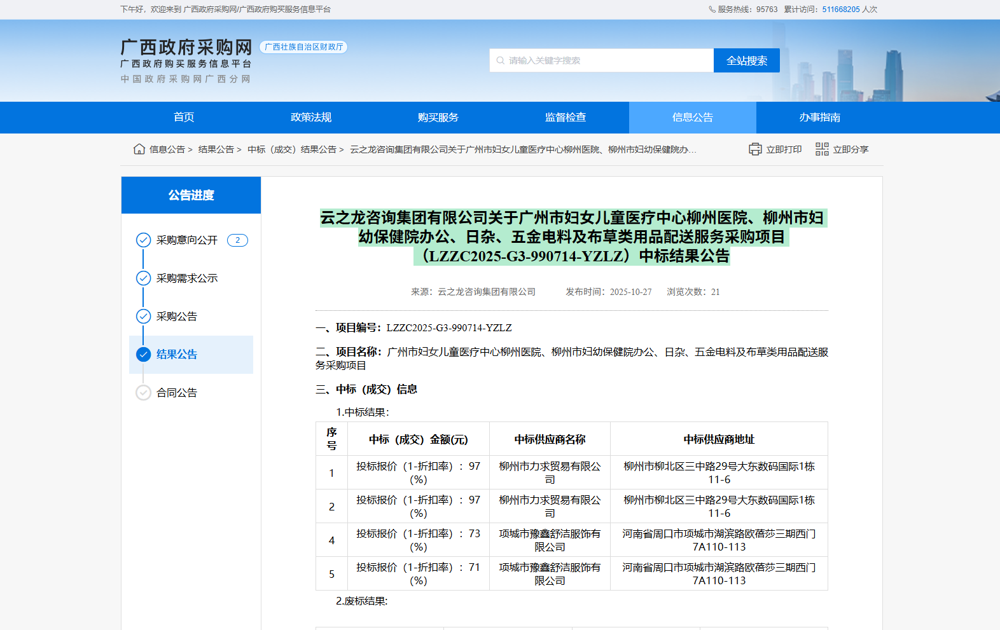 下午好，欢迎来到 广西政府采购网/广西政府购买服务信息平台
服务热线：95763 累计访问：511668205 人次
广西政府采购网
广西壮族自治区财政厅
广西政府购买服务信息平台
中国政府采购网广西分网
请输入关键字搜索
全站搜索
首页
政策法规
购买服务
监督检查
信息公告
办事指南
信息公告 > 结果公告 > 中标（成交）结果公告 > 云之龙咨询集团有限公司关于广州市妇女儿童医疗中心柳州医院、柳州市妇幼保健院办…
立即打印
立即分享
公告进度
采购意向公开 2
采购需求公示
采购公告
结果公告
合同公告
云之龙咨询集团有限公司关于广州市妇女儿童医疗中心柳州医院、柳州市妇
幼保健院办公、日杂、五金电料及布草类用品配送服务采购项目
（LZZC2025-G3-990714-YZLZ）中标结果公告
来源：云之龙咨询集团有限公司 发布时间：2025-10-27 浏览次数：21
一、项目编号：LZZC2025-G3-990714-YZLZ
二、项目名称：广州市妇女儿童医疗中心柳州医院、柳州市妇幼保健院办公、日杂、五金电料及布草类用品配送服
务采购项目
三、中标（成交）信息
1.中标结果：
序号 中标（成交）金额(元) 中标供应商名称 中标供应商地址
1 投标报价（1-折扣率）：97(%) 柳州市力求贸易有限公司 柳州市柳北区三中路29号大东数码国际1栋11-6
2 投标报价（1-折扣率）：97(%) 柳州市力求贸易有限公司 柳州市柳北区三中路29号大东数码国际1栋11-6
4 投标报价（1-折扣率）：73(%) 项城市豫鑫舒洁服饰有限公司 河南省周口市项城市湖滨路欧蓓莎三期西门7A110-113
5 投标报价（1-折扣率）：71(%) 项城市豫鑫舒洁服饰有限公司 河南省周口市项城市湖滨路欧蓓莎三期西门7A110-113
2.废标结果: